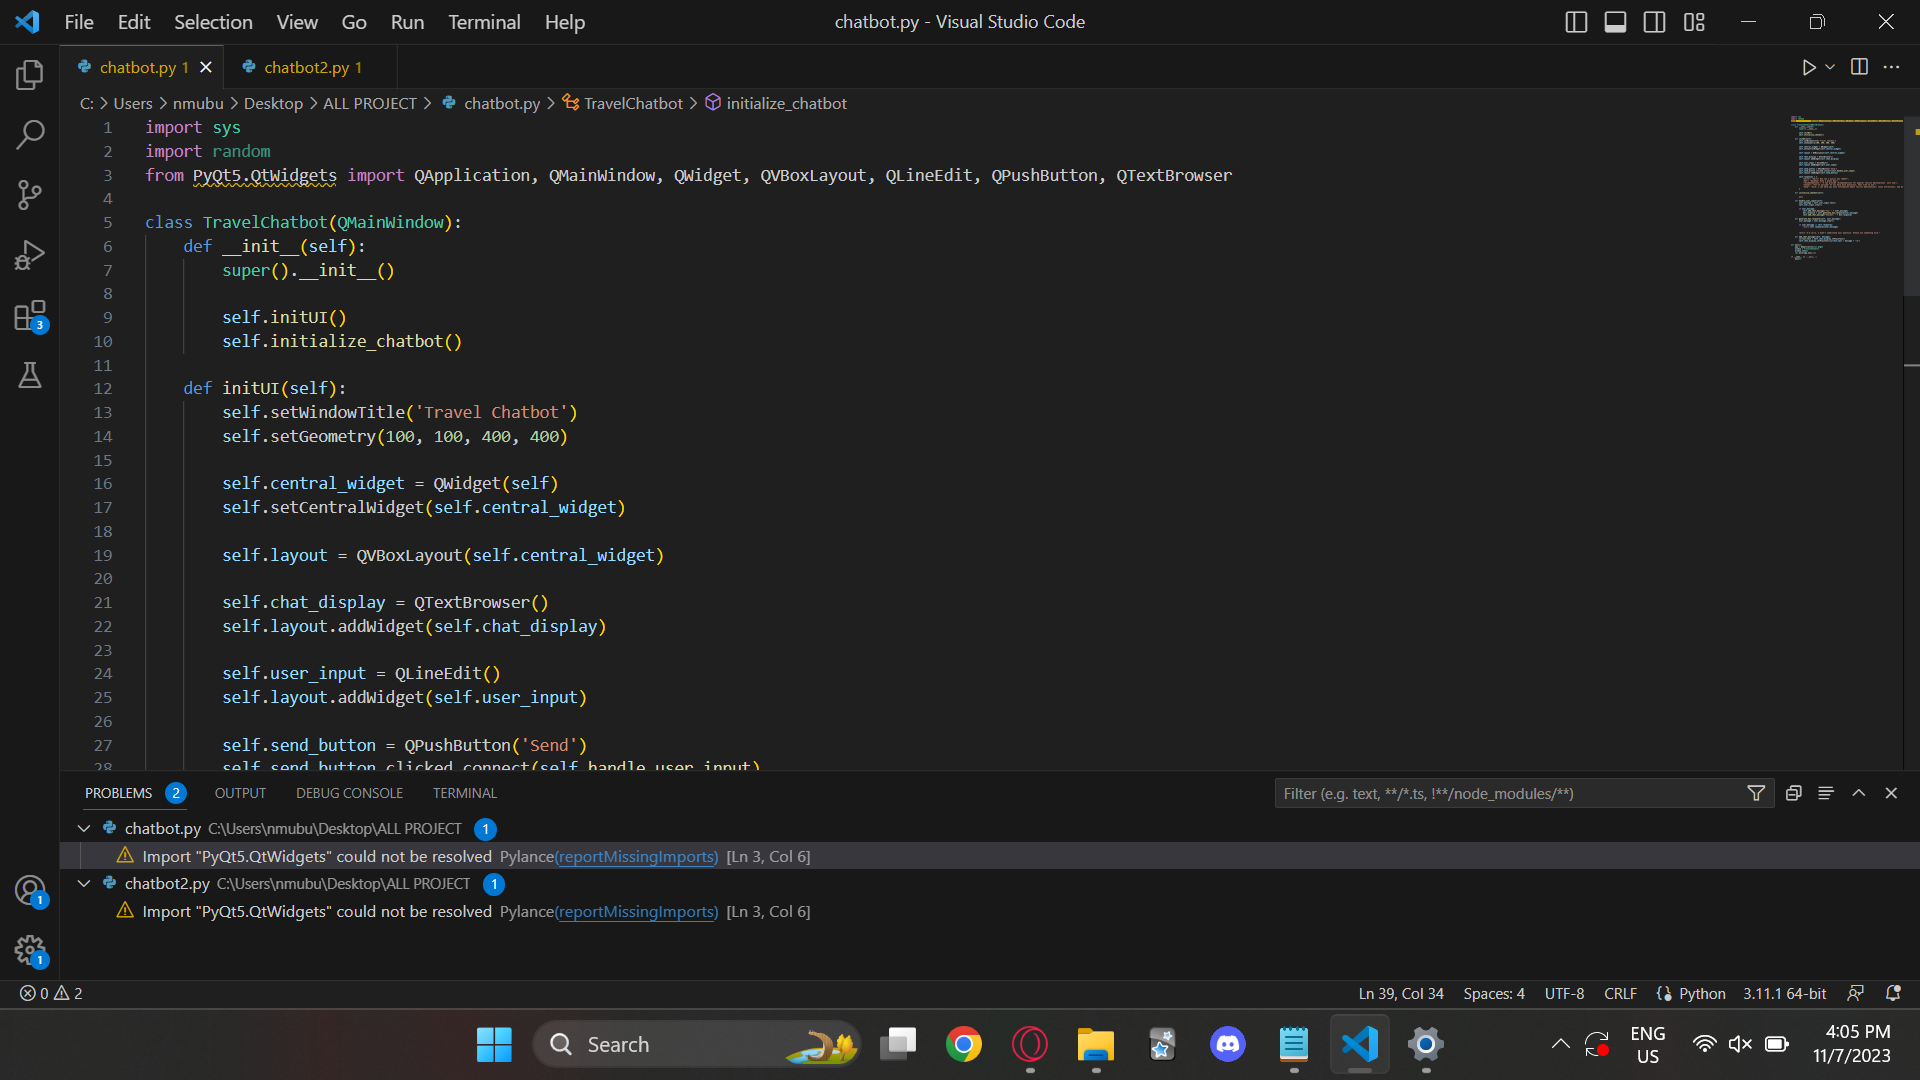 File Edit Selection View Go Run Terminal Help
chatbot.py - Visual Studio Code
chatbot.py 1
chatbot2.py 1
C: > Users > nmubu > Desktop > ALL PROJECT > chatbot.py > TravelChatbot > initialize_chatbot
1 import sys
2 import random
3 from PyQt5.QtWidgets import QApplication, QMainWindow, QWidget, QVBoxLayout, QLineEdit, QPushButton, QTextBrowser
4
5 class TravelChatbot(QMainWindow):
6 def __init__(self):
7 super().__init__()
8
9 self.initUI()
10 self.initialize_chatbot()
11
12 def initUI(self):
13 self.setWindowTitle('Travel Chatbot')
14 self.setGeometry(100, 100, 400, 400)
15
16 self.central_widget = QWidget(self)
17 self.setCentralWidget(self.central_widget)
18
19 self.layout = QVBoxLayout(self.central_widget)
20
21 self.chat_display = QTextBrowser()
22 self.layout.addWidget(self.chat_display)
23
24 self.user_input = QLineEdit()
25 self.layout.addWidget(self.user_input)
26
27 self.send_button = QPushButton('Send')
28 self.send_button.clicked.connect(self.handle_user_input)
PROBLEMS 2 OUTPUT DEBUG CONSOLE TERMINAL
Filter (e.g. text, **/*.ts, !**/node_modules/**)
chatbot.py C:\Users\nmubu\Desktop\ALL PROJECT 1
Import "PyQt5.QtWidgets" could not be resolved Pylance(reportMissingImports) [Ln 3, Col 6]
chatbot2.py C:\Users\nmubu\Desktop\ALL PROJECT 1
Import "PyQt5.QtWidgets" could not be resolved Pylance(reportMissingImports) [Ln 3, Col 6]
3
1
1
0 2
Ln 39, Col 34 Spaces: 4 UTF-8 CRLF Python 3.11.1 64-bit
Search
ENG
US
4:05 PM
11/7/2023